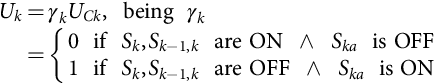 U_k = γ_k U_{Ck}, being γ_k
= { 0 if S_k, S_{k−1,k} are ON ∧ S_{ka} is OFF
1 if S_k, S_{k−1,k} are OFF ∧ S_{ka} is ON